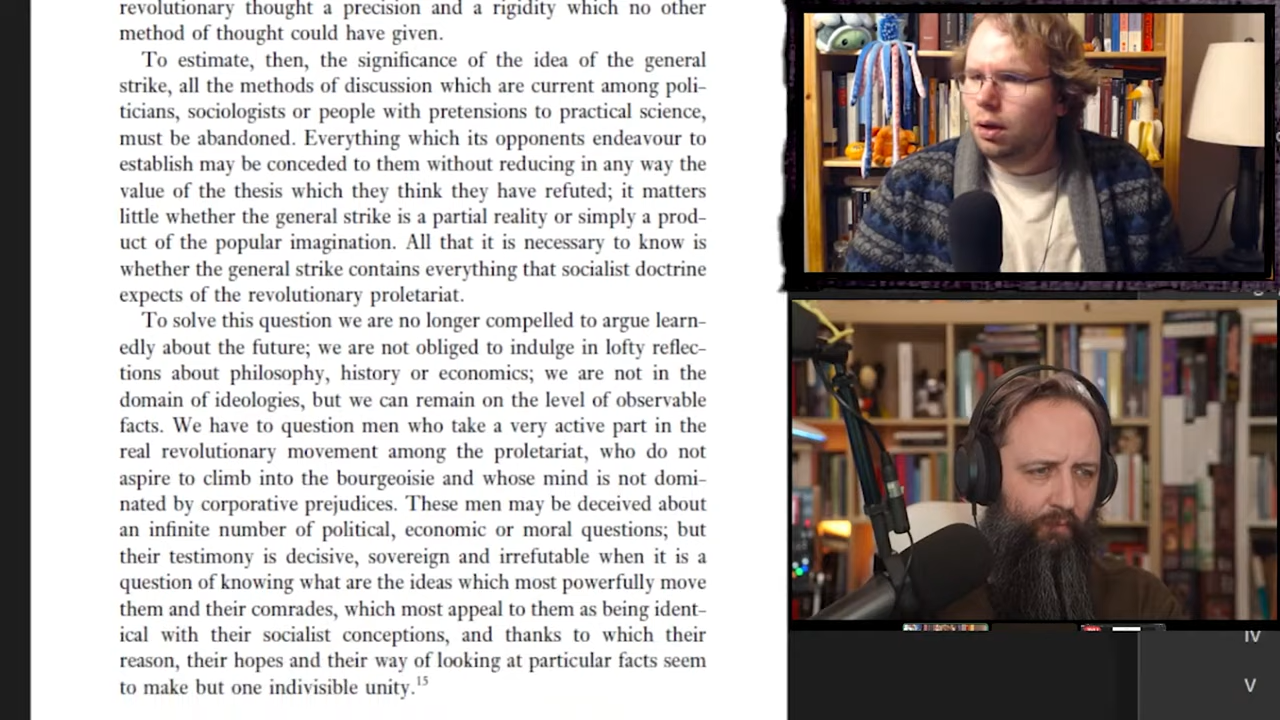 revolutionary thought a precision and a rigidity which no other
method of thought could have given.
To estimate, then, the significance of the idea of the general
strike, all the methods of discussion which are current among poli-
ticians, sociologists or people with pretensions to practical science,
must be abandoned. Everything which its opponents endeavour to
establish may be conceded to them without reducing in any way the
value of the thesis which they think they have refuted; it matters
little whether the general strike is a partial reality or simply a prod-
uct of the popular imagination. All that it is necessary to know is
whether the general strike contains everything that socialist doctrine
expects of the revolutionary proletariat.
To solve this question we are no longer compelled to argue learn-
edly about the future; we are not obliged to indulge in lofty reflec-
tions about philosophy, history or economics; we are not in the
domain of ideologies, but we can remain on the level of observable
facts. We have to question men who take a very active part in the
real revolutionary movement among the proletariat, who do not
aspire to climb into the bourgeoisie and whose mind is not domi-
nated by corporative prejudices. These men may be deceived about
an infinite number of political, economic or moral questions; but
their testimony is decisive, sovereign and irrefutable when it is a
question of knowing what are the ideas which most powerfully move
them and their comrades, which most appeal to them as being ident-
ical with their socialist conceptions, and thanks to which their
reason, their hopes and their way of looking at particular facts seem
to make but one indivisible unity.15
IV
V